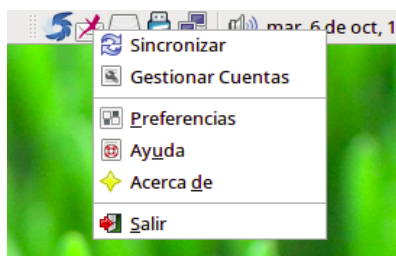 mar 6 de oct, 1
Sincronizar
Gestionar Cuentas
Preferencias
Ayuda
Acerca de
Salir